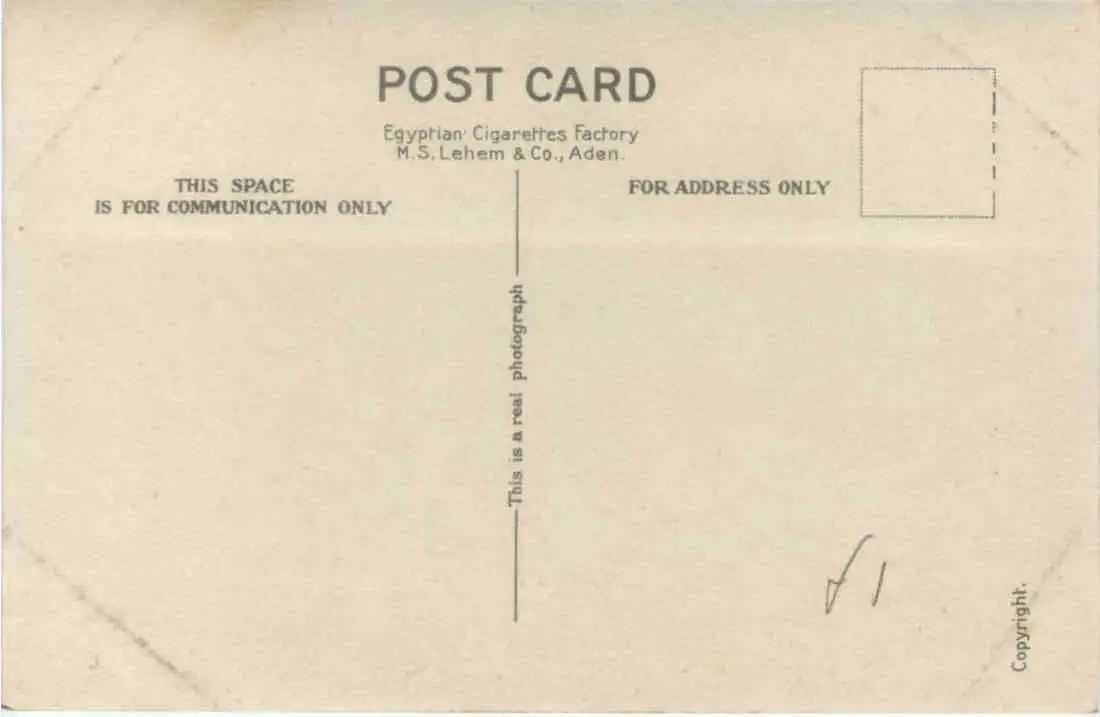 POST CARD
Egyptian Cigarettes Factory
M.S. Lehem & Co., Aden.
THIS SPACE
IS FOR COMMUNICATION ONLY
FOR ADDRESS ONLY
This is a real photograph
Copyright.